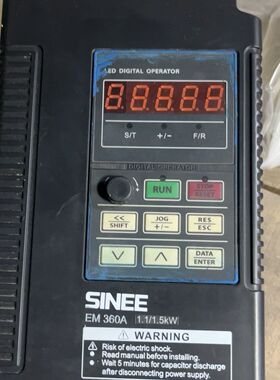 LED DIGITAL OPERATOR
8.8.8.8.8.
S/T +/- F/R
DIGITAL OPERATOR
RUN
STOP
RESET
<<
SHIFT
JOG
+/-
RES
ESC
DATA
ENTER
SINEE
EM 360A 1.1/1.5kW
WARNING
Risk of electric shock.
Read manual before installing.
Wait 5 minutes for capacitor discharge
after disconnecting power supply.